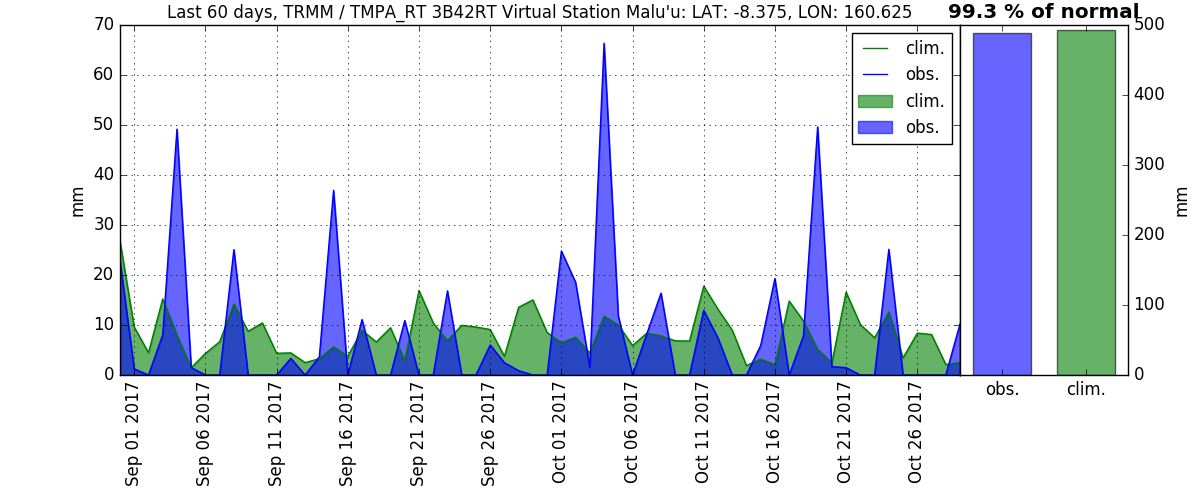 Last 60 days, TRMM / TMPA_RT 3B42RT Virtual Station Malu'u: LAT: -8.375, LON: 160.625
99.3 % of normal
70
60
50
40
30
20
10
0
mm
clim.
obs.
clim.
obs.
500
400
300
200
100
0
mm
obs.
clim.
Sep 01 2017
Sep 06 2017
Sep 11 2017
Sep 16 2017
Sep 21 2017
Sep 26 2017
Oct 01 2017
Oct 06 2017
Oct 11 2017
Oct 16 2017
Oct 21 2017
Oct 26 2017